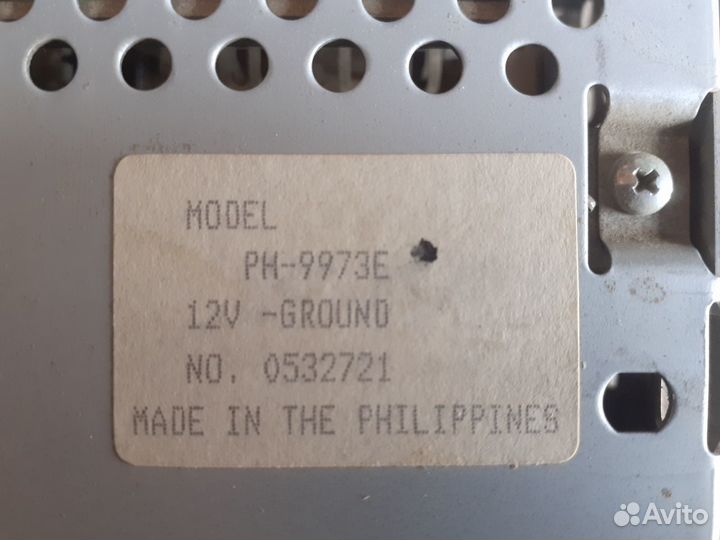 MODEL
PH-9973E
12V -GROUND
NO. 0532721
MADE IN THE PHILIPPINES
Avito